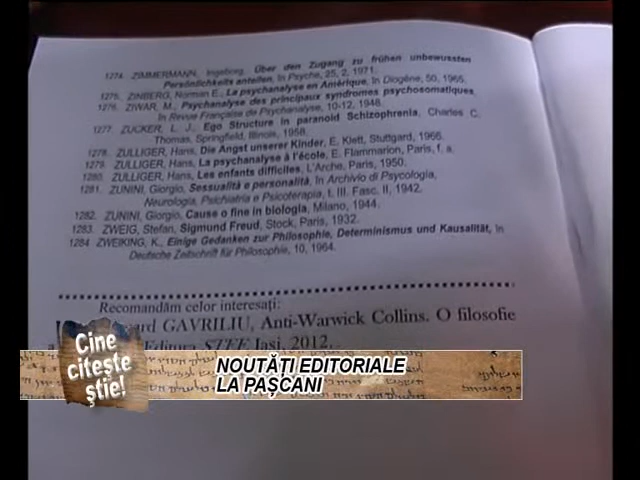 1274. ZIMMERMANN, Ingeborg, Über den Zugang zu frühen unbewussten
Persönlichkeits anteilen, In Psyche, 25, 2, 1971.
1275. ZINBERG, Norman E., La psychanalyse en Amérique, In Diogène, 50, 1965.
1276. ZIWAR, M., Psychanalyse des principaux syndromes psychosomatiques,
In Revue Française de Psychanalyse, 10-12, 1948.
1277. ZUCKER, L. J., Ego Structure in paranoid Schizophrenia, Charles C.
Thomas, Springfield, Illinois, 1958.
1278. ZULLIGER, Hans, Die Angst unserer Kinder, E. Klett, Stuttgard, 1966.
1279. ZULLIGER, Hans, La psychanalyse à l'école, E. Flammarion, Paris, f. a.
1280. ZULLIGER, Hans, Les enfants difficiles, L'Arche, Paris, 1950.
1281. ZUNINI, Giorgio, Sessualità e personalità, In Archivio di Psycologia,
Neurologia, Psichiatria e Psicoterapia, t. III. Fasc. II, 1942.
1282. ZUNINI, Giorgio, Cause o fine in biologia, Milano, 1944.
1283. ZWEIG, Stefan, Sigmund Freud, Stock, Paris, 1932.
1284 ZWEIKING, K., Einige Gedanken zur Philosophie, Determinismus und Kausalität, In
Deutsche Zeitschrift für Philosophie, 10, 1964.
Recomandăm celor interesați:
GAVRILIU, Anti-Warwick Collins. O filosofie
Editura STEF Iași, 2012.
Cine
citește
știe!
NOUTĂȚI EDITORIALE
LA PAȘCANI